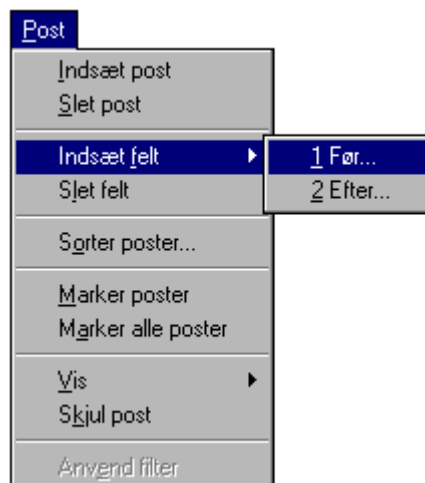 Post
Indsæt post
Slet post
Indsæt felt
1 Før...
Slet felt
2 Efter...
Sorter poster...
Marker poster
Marker alle poster
Vis
Skjul post
Anvend filter